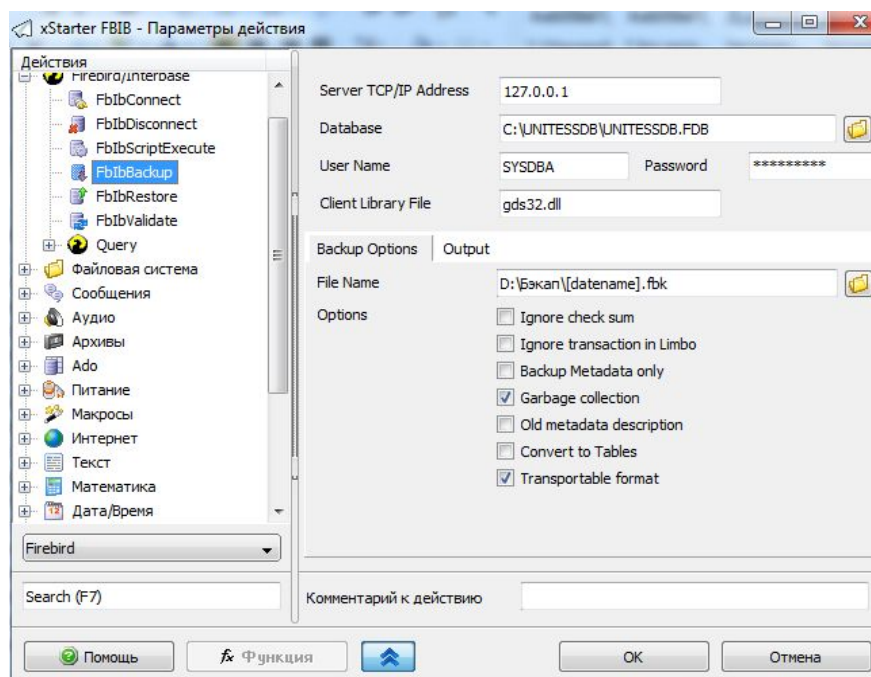 xStarter FBIB - Параметры действия
Действия
Firebird/Interbase
FbIbConnect
FbIbDisconnect
FbIbScriptExecute
FbIbBackup
FbIbRestore
FbIbValidate
Query
Файловая система
Сообщения
Аудио
Архивы
Ado
Питание
Макросы
Интернет
Текст
Математика
12 Дата/Время
Firebird
Search (F7)
Server TCP/IP Address 127.0.0.1
Database C:\UNITESSDB\UNITESSDB.FDB
User Name SYSDBA Password *********
Client Library File gds32.dll
Backup Options Output
File Name D:\Бэкап\[datename].fbk
Options Ignore check sum
Ignore transaction in Limbo
Backup Metadata only
Garbage collection
Old metadata description
Convert to Tables
Transportable format
Комментарий к действию
Помощь fx Функция OK Отмена